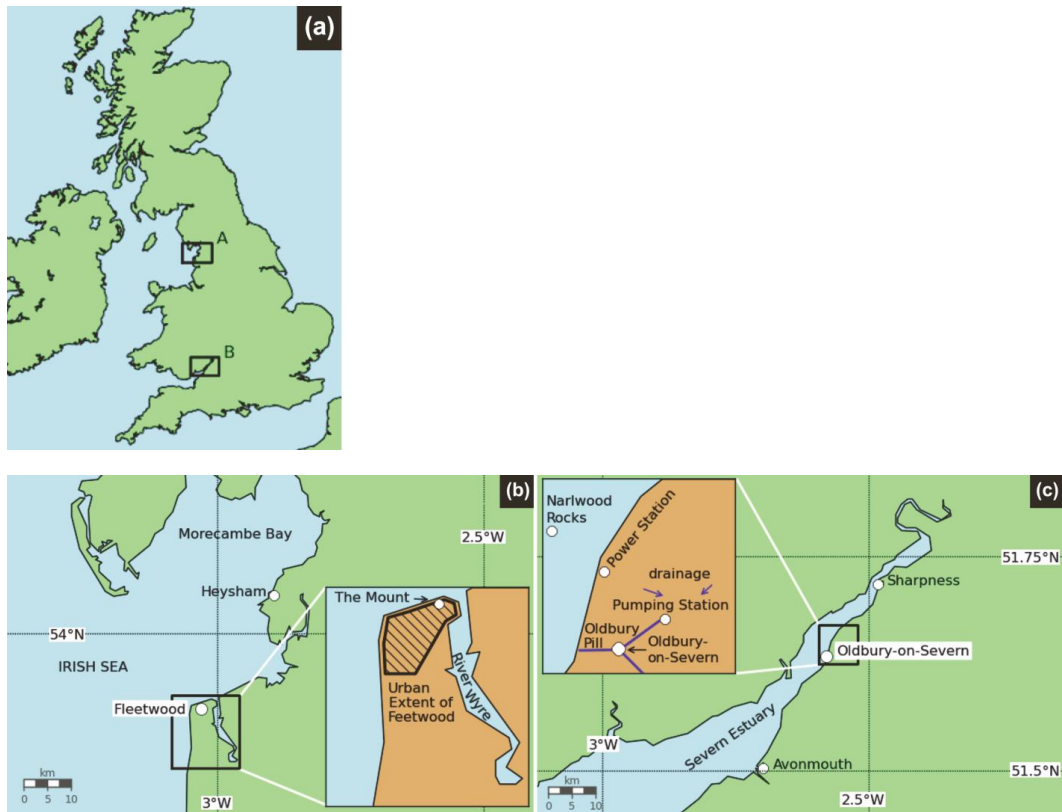 (a)
A
B
(b)
Morecambe Bay
2.5°W
Heysham
The Mount
54°N
IRISH SEA
River Wyre
Urban
Extent of
Feetwood
Fleetwood
km
0 5 10
3°W
(c)
Narlwood
Rocks
Power Station
drainage
Pumping Station
Oldbury
Pill
Oldbury-
on-Severn
51.75°N
Sharpness
Oldbury-on-Severn
3°W
Severn Estuary
Avonmouth
51.5°N
km
0 5 10
2.5°W